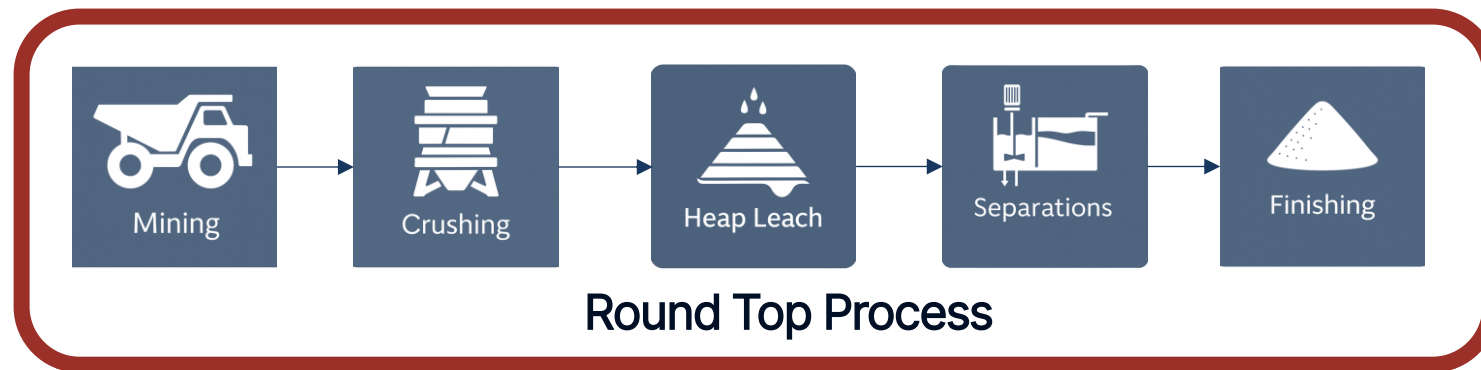 Mining
Crushing
Heap Leach
Separations
Finishing
Round Top Process